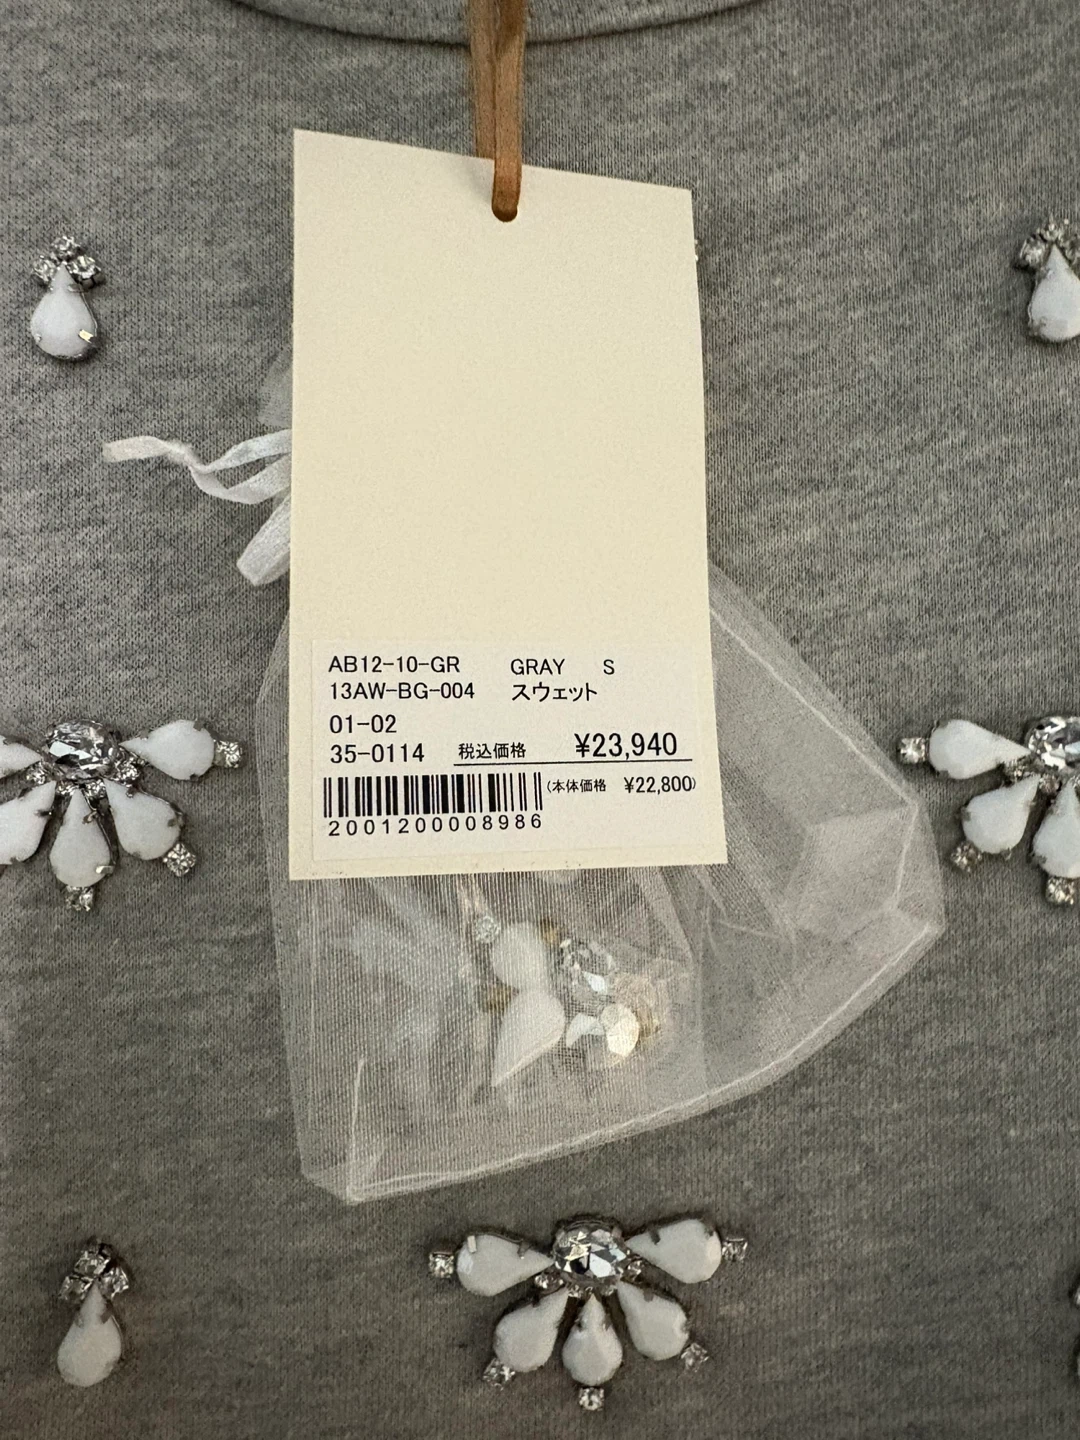 AB12-10-GR GRAY S
13AW-BG-004 スウェット
01-02
35-0114 税込価格 ¥23,940
(本体価格 ¥22,800)
2001200008986